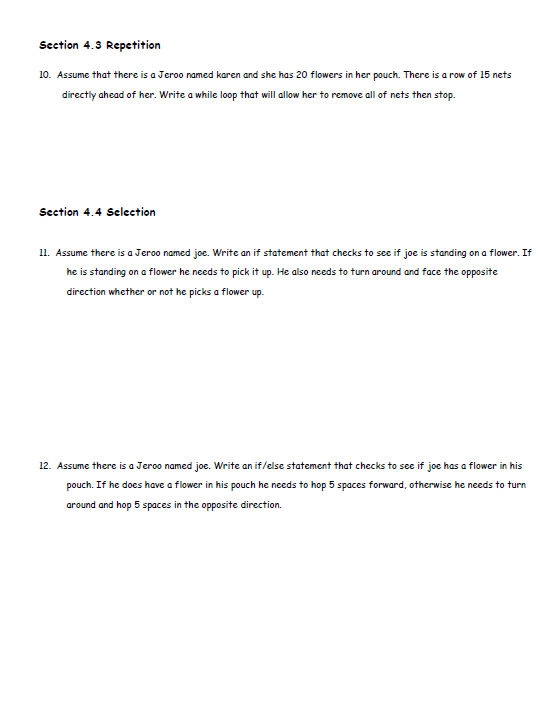 Section 4.3 Repetition
10. Assume that there is a Jeroo named karen and she has 20 flowers in her pouch. There is a row of 15 nets
directly ahead of her. Write a while loop that will allow her to remove all of nets then stop.
Section 4.4 Selection
11. Assume there is a Jeroo named joe. Write an if statement that checks to see if joe is standing on a flower. If
he is standing on a flower he needs to pick it up. He also needs to turn around and face the opposite
direction whether or not he picks a flower up.
12. Assume there is a Jeroo named joe. Write an if/else statement that checks to see if joe has a flower in his
pouch. If he does have a flower in his pouch he needs to hop 5 spaces forward, otherwise he needs to turn
around and hop 5 spaces in the opposite direction.